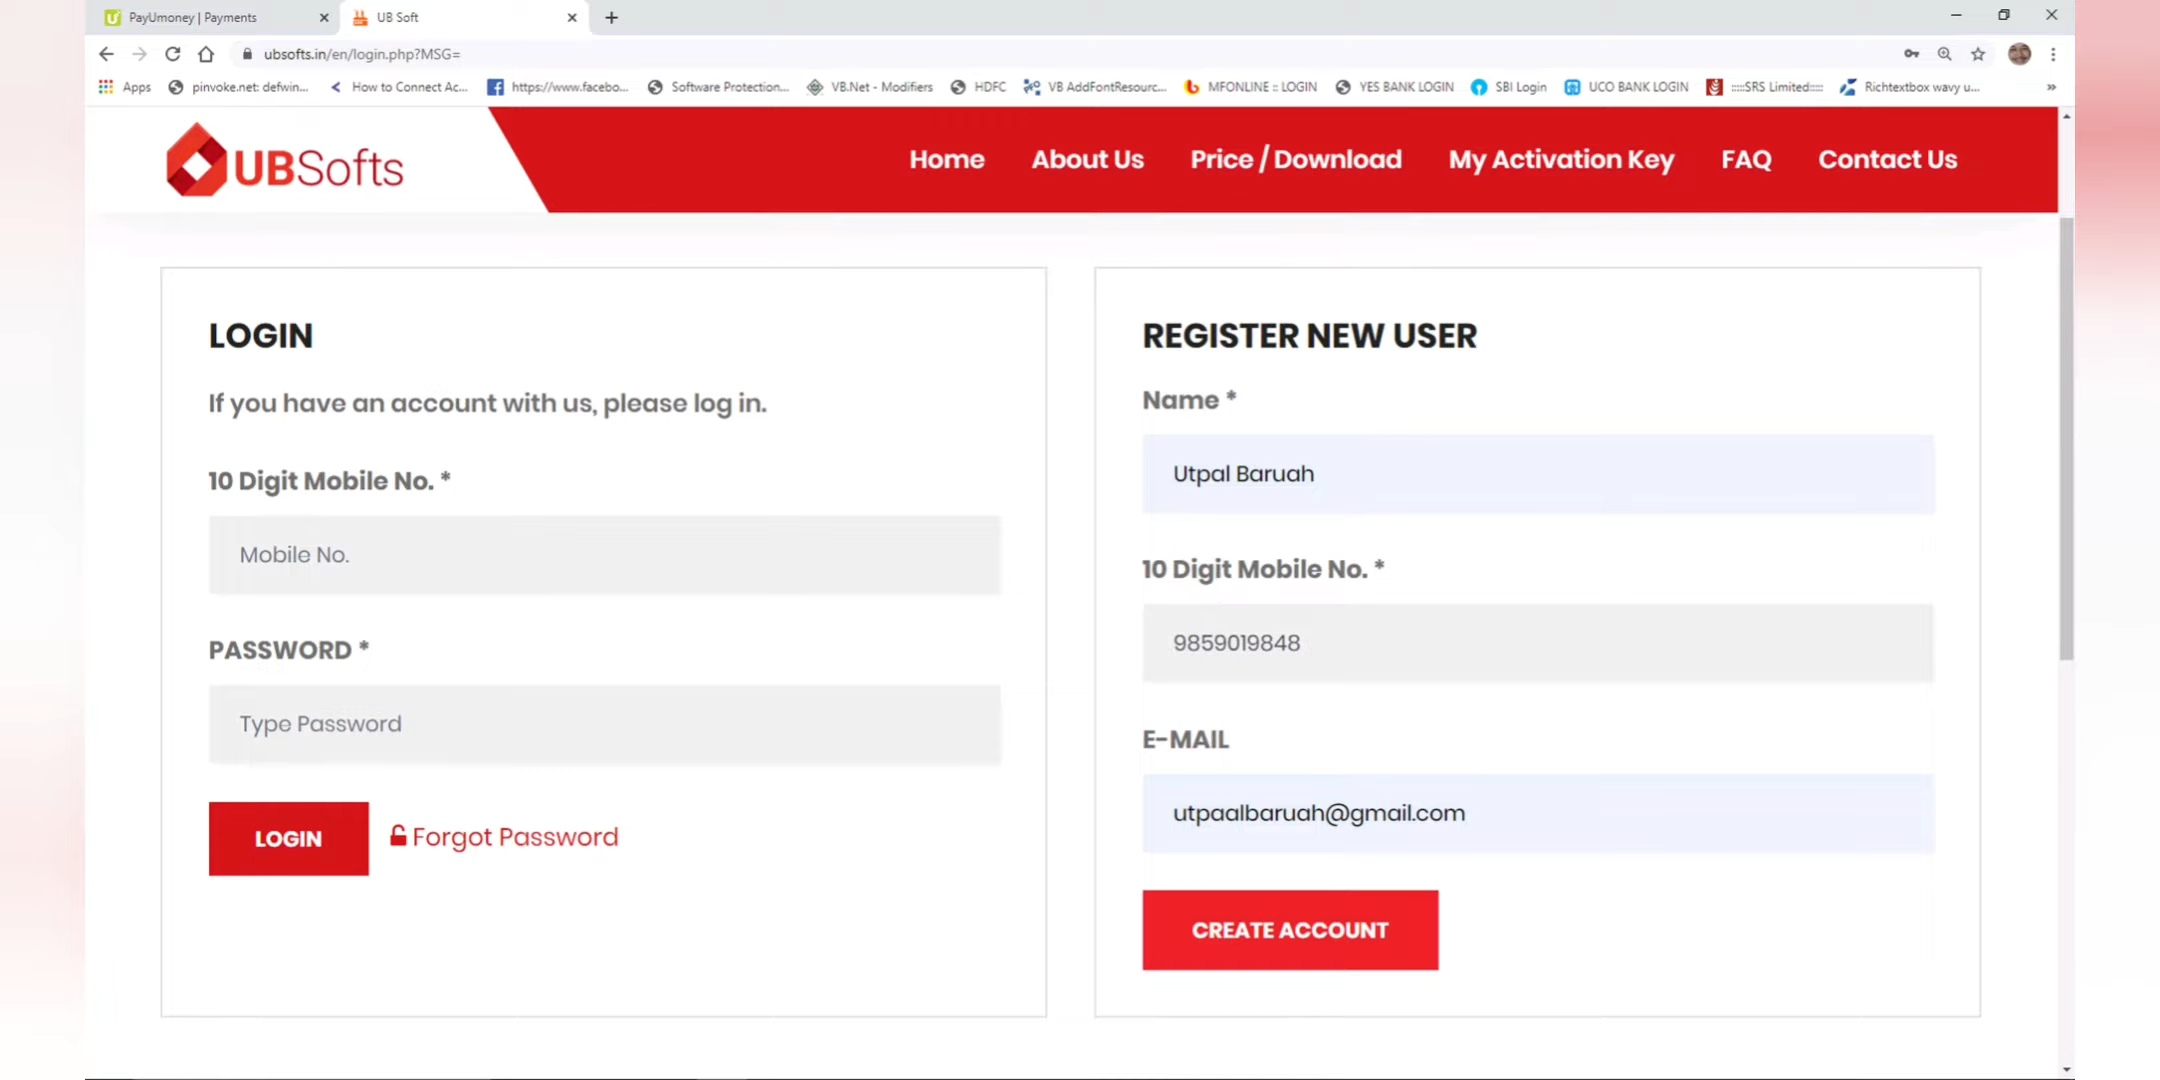 PayUmoney | Payments
UB Soft
ubsofts.in/en/login.php?MSG=
Apps
pinvoke.net: defwin...
How to Connect Ac...
https://www.facebo...
Software Protection...
VB.Net - Modifiers
HDFC
VB AddFontResourc...
MFONLINE :: LOGIN
YES BANK LOGIN
SBI Login
UCO BANK LOGIN
:::::SRS Limited:::::
Richtextbox wavy u...
UBSofts
Home
About Us
Price / Download
My Activation Key
FAQ
Contact Us
LOGIN
If you have an account with us, please log in.
10 Digit Mobile No. *
Mobile No.
PASSWORD *
Type Password
LOGIN
Forgot Password
REGISTER NEW USER
Name *
Utpal Baruah
10 Digit Mobile No. *
9859019848
E-MAIL
utpaalbaruah@gmail.com
CREATE ACCOUNT